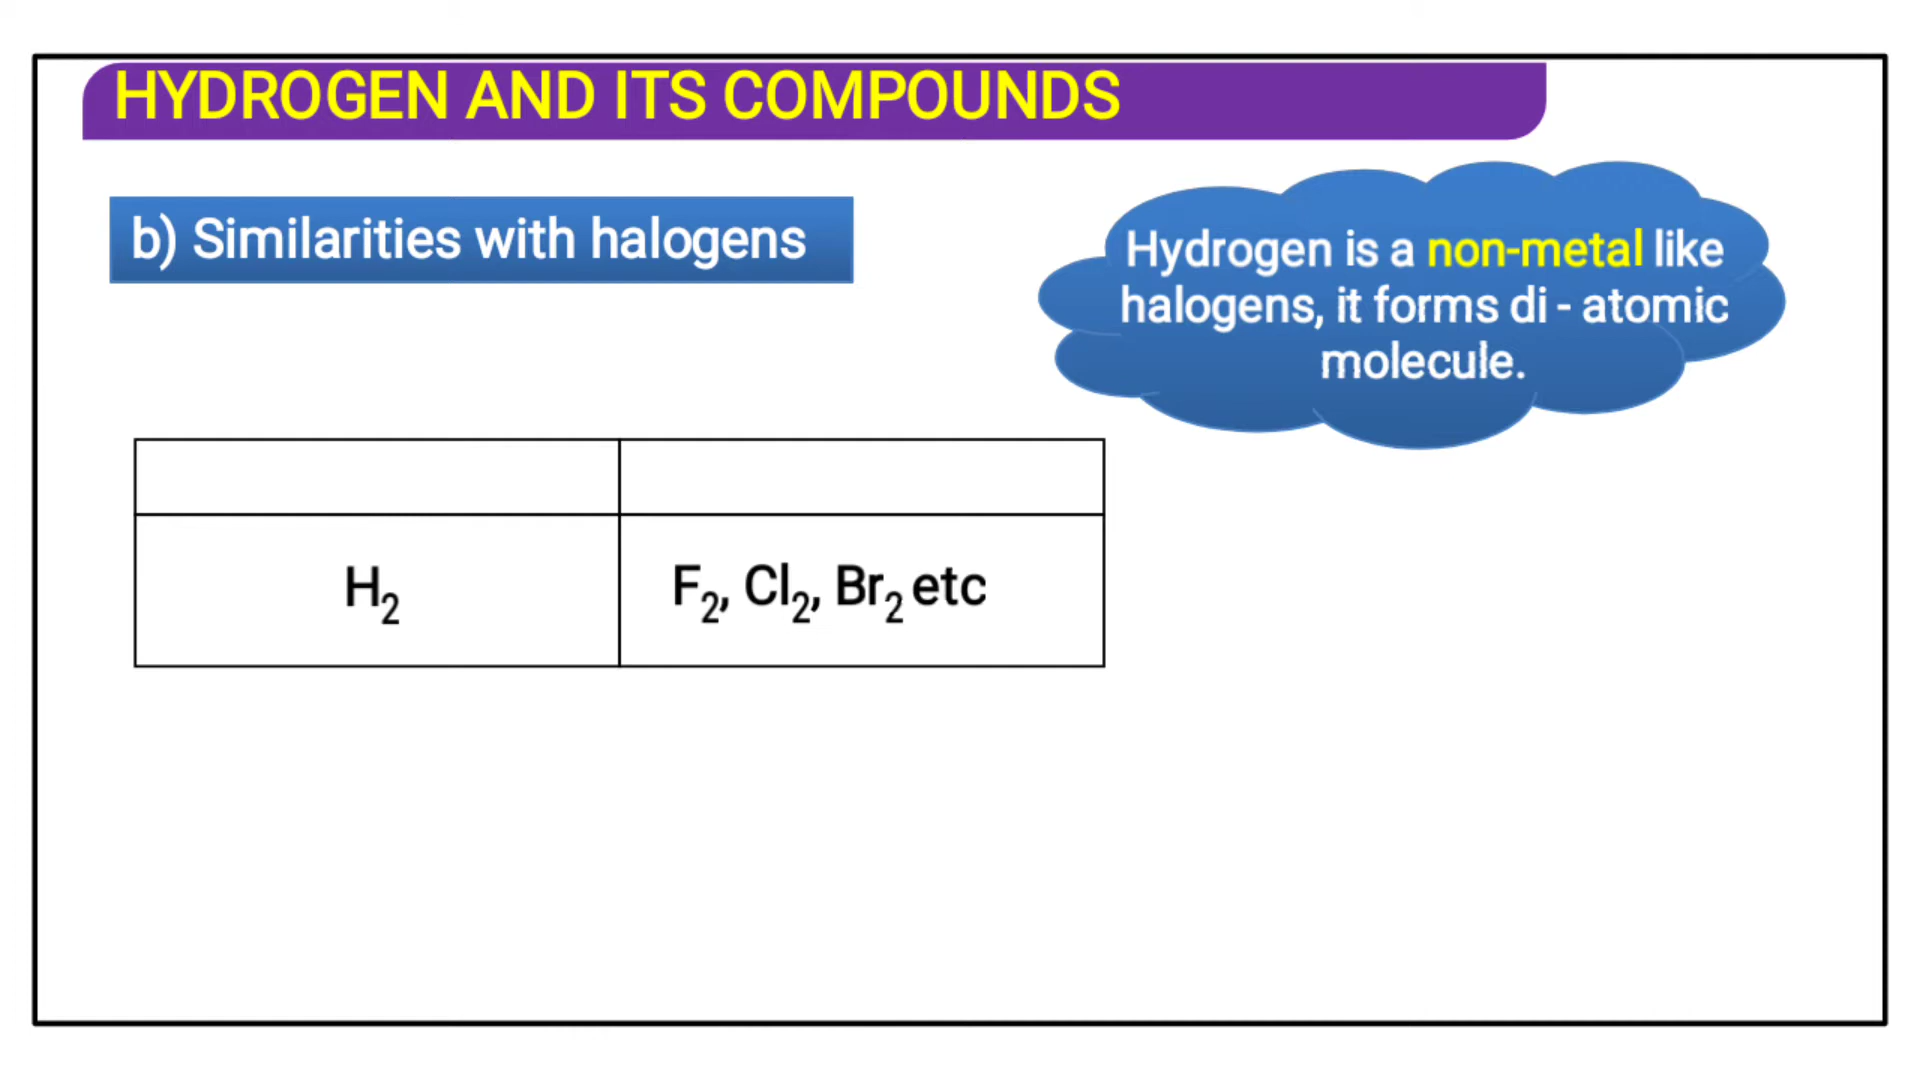 HYDROGEN AND ITS COMPOUNDS
b) Similarities with halogens
Hydrogen is a non-metal like
halogens, it forms di - atomic
molecule.
H₂
F₂, Cl₂, Br₂ etc